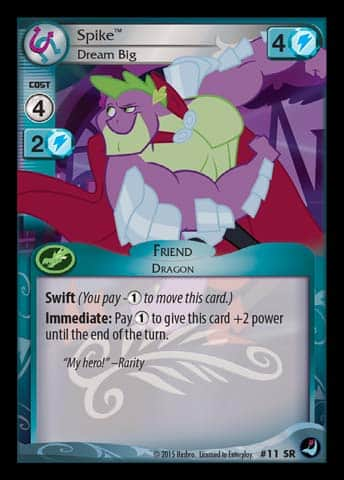 Spike™
Dream Big
4
COST
4
2
FRIEND
DRAGON
Swift (You pay -1 to move this card.)
Immediate: Pay 1 to give this card +2 power
until the end of the turn.
"My hero!" –Rarity
© 2015 Hasbro. Licensed to Enterplay. #11 SR